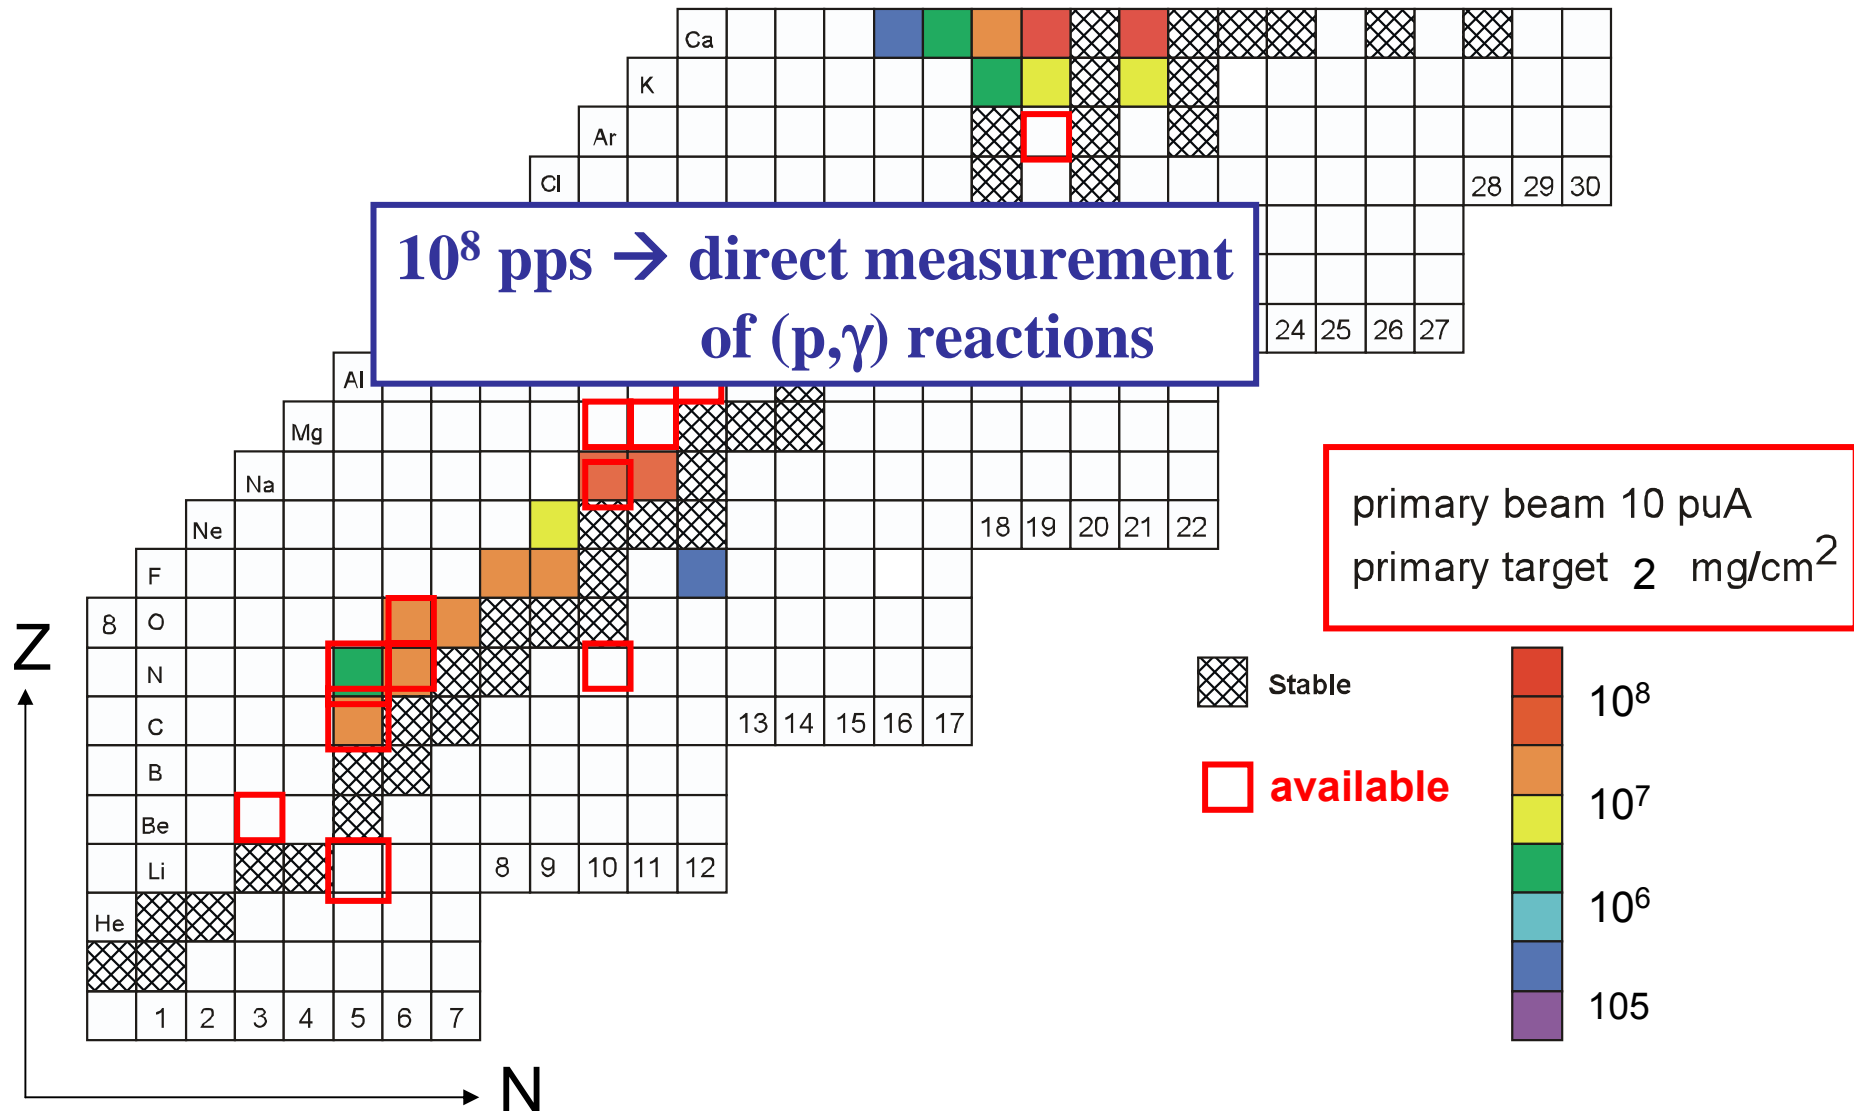 Ca
K
Ar
Cl
28 29 30
10⁸ pps → direct measurement
of (p,γ) reactions
24 25 26 27
Al
Mg
Na
Ne
18 19 20 21 22
F
8 O
N
C
13 14 15 16 17
B
Be
Li
8 9 10 11 12
He
1 2 3 4 5 6 7
Z
N
primary beam 10 puA
primary target 2 mg/cm²
Stable
available
10⁸
10⁷
10⁶
105